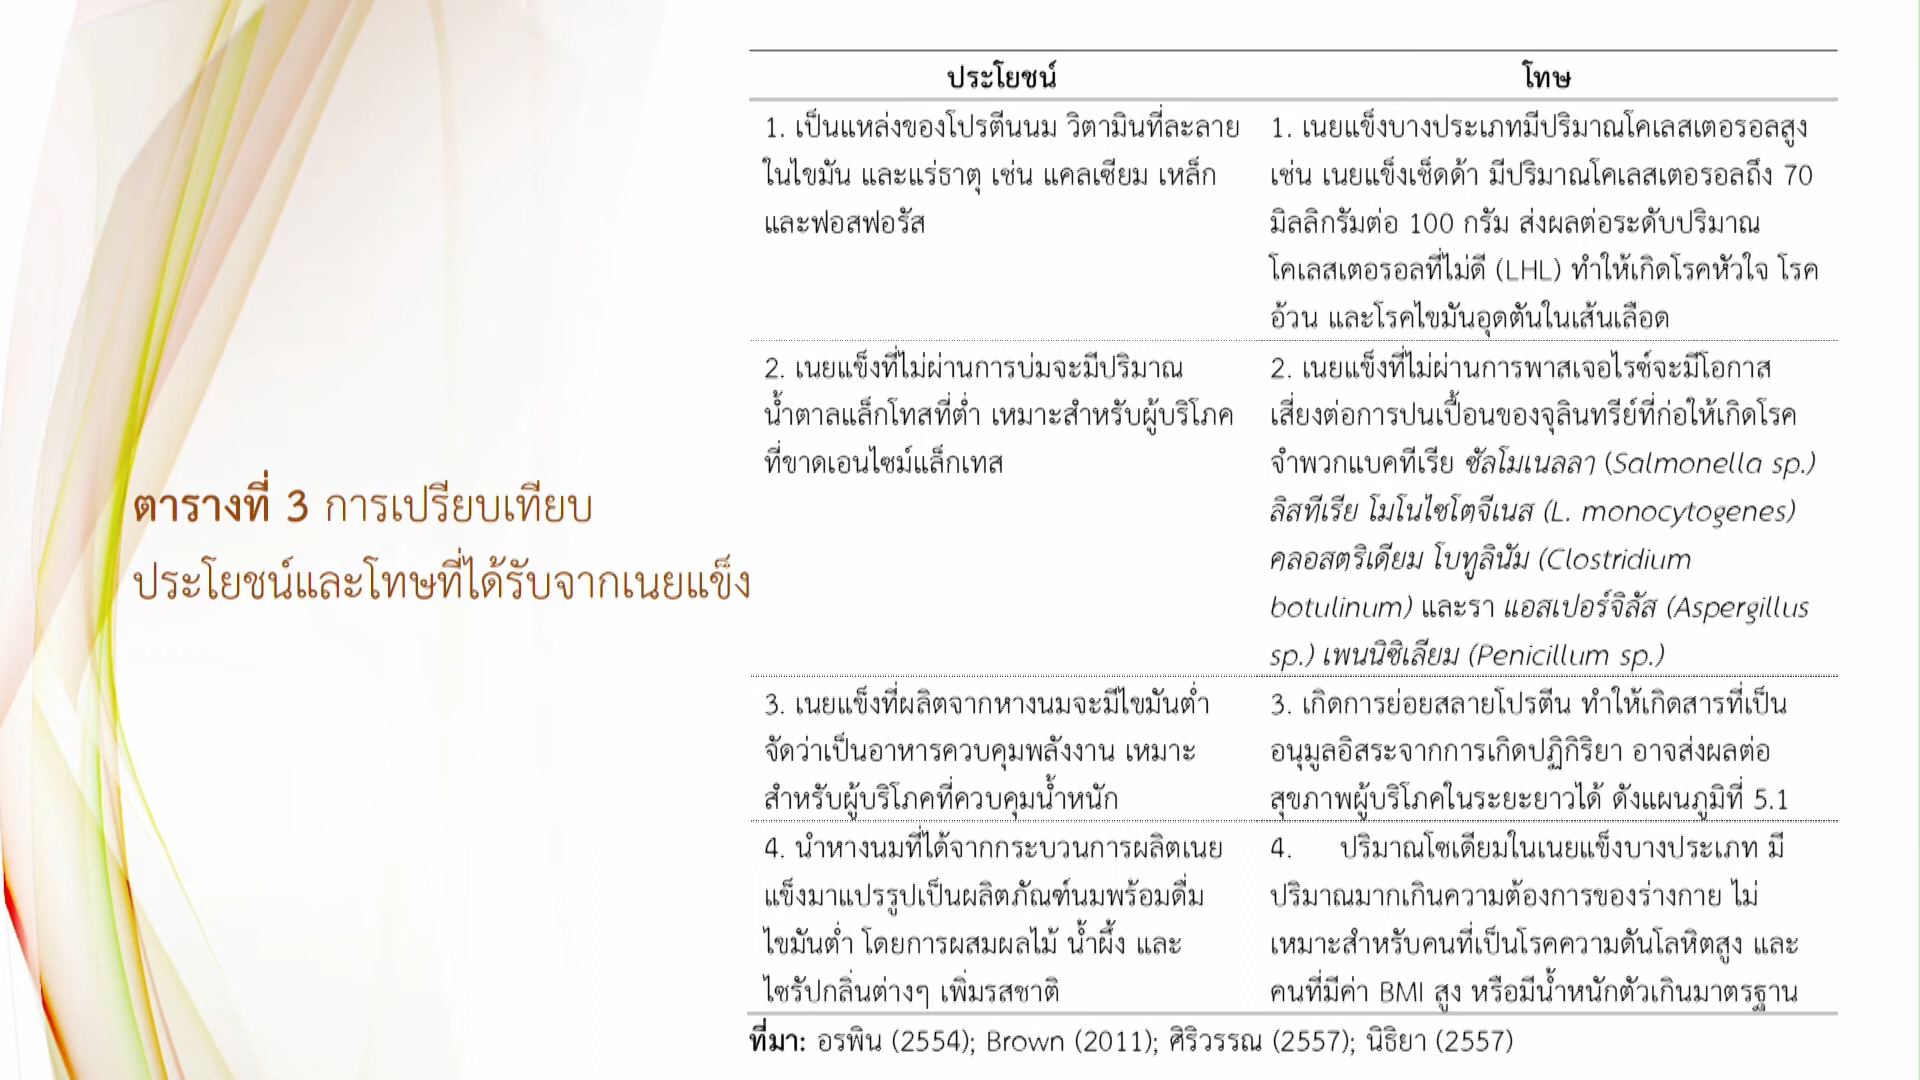 ตารางที่ 3 การเปรียบเทียบ
ประโยชน์และโทษที่ได้รับจากเนยแข็ง
ประโยชน์
โทษ
1. เป็นแหล่งของโปรตีนนม วิตามินที่ละลาย
ในไขมัน และแร่ธาตุ เช่น แคลเซียม เหล็ก
และฟอสฟอรัส
1. เนยแข็งบางประเภทมีปริมาณโคเลสเตอรอลสูง
เช่น เนยแข็งเช็ดด้า มีปริมาณโคเลสเตอรอลถึง 70
มิลลิกรัมต่อ 100 กรัม ส่งผลต่อระดับปริมาณ
โคเลสเตอรอลที่ไม่ดี (LHL) ทำให้เกิดโรคหัวใจ โรค
อ้วน และโรคไขมันอุดตันในเส้นเลือด
2. เนยแข็งที่ไม่ผ่านการบ่มจะมีปริมาณ
น้ำตาลแล็กโทสที่ต่ำ เหมาะสำหรับผู้บริโภค
ที่ขาดเอนไซม์แล็กเทส
2. เนยแข็งที่ไม่ผ่านการพาสเจอไรซ์จะมีโอกาส
เสี่ยงต่อการปนเปื้อนของจุลินทรีย์ที่ก่อให้เกิดโรค
จำพวกแบคทีเรีย ซัลโมเนลลา (Salmonella sp.)
ลิสทีเรีย โมโนไซโตจีเนส (L. monocytogenes)
คลอสตริเดียม โบทูลินัม (Clostridium
botulinum) และรา แอสเปอร์จิลัส (Aspergillus
sp.) เพนนิซิเลียม (Penicillum sp.)
3. เนยแข็งที่ผลิตจากหางนมจะมีไขมันต่ำ
จัดว่าเป็นอาหารควบคุมพลังงาน เหมาะ
สำหรับผู้บริโภคที่ควบคุมน้ำหนัก
3. เกิดการย่อยสลายโปรตีน ทำให้เกิดสารที่เป็น
อนุมูลอิสระจากการเกิดปฏิกิริยา อาจส่งผลต่อ
สุขภาพผู้บริโภคในระยะยาวได้ ดังแผนภูมิที่ 5.1
4. นำหางนมที่ได้จากกระบวนการผลิตเนย
แข็งมาแปรรูปเป็นผลิตภัณฑ์นมพร้อมดื่ม
ไขมันต่ำ โดยการผสมผลไม้ น้ำผึ้ง และ
ไซรัปกลิ่นต่างๆ เพิ่มรสชาติ
4. ปริมาณโซเดียมในเนยแข็งบางประเภท มี
ปริมาณมากเกินความต้องการของร่างกาย ไม่
เหมาะสำหรับคนที่เป็นโรคความดันโลหิตสูง และ
คนที่มีค่า BMI สูง หรือมีน้ำหนักตัวเกินมาตรฐาน
ที่มา: อรพิน (2554); Brown (2011); ศิริวรรณ (2557); นิธิยา (2557)